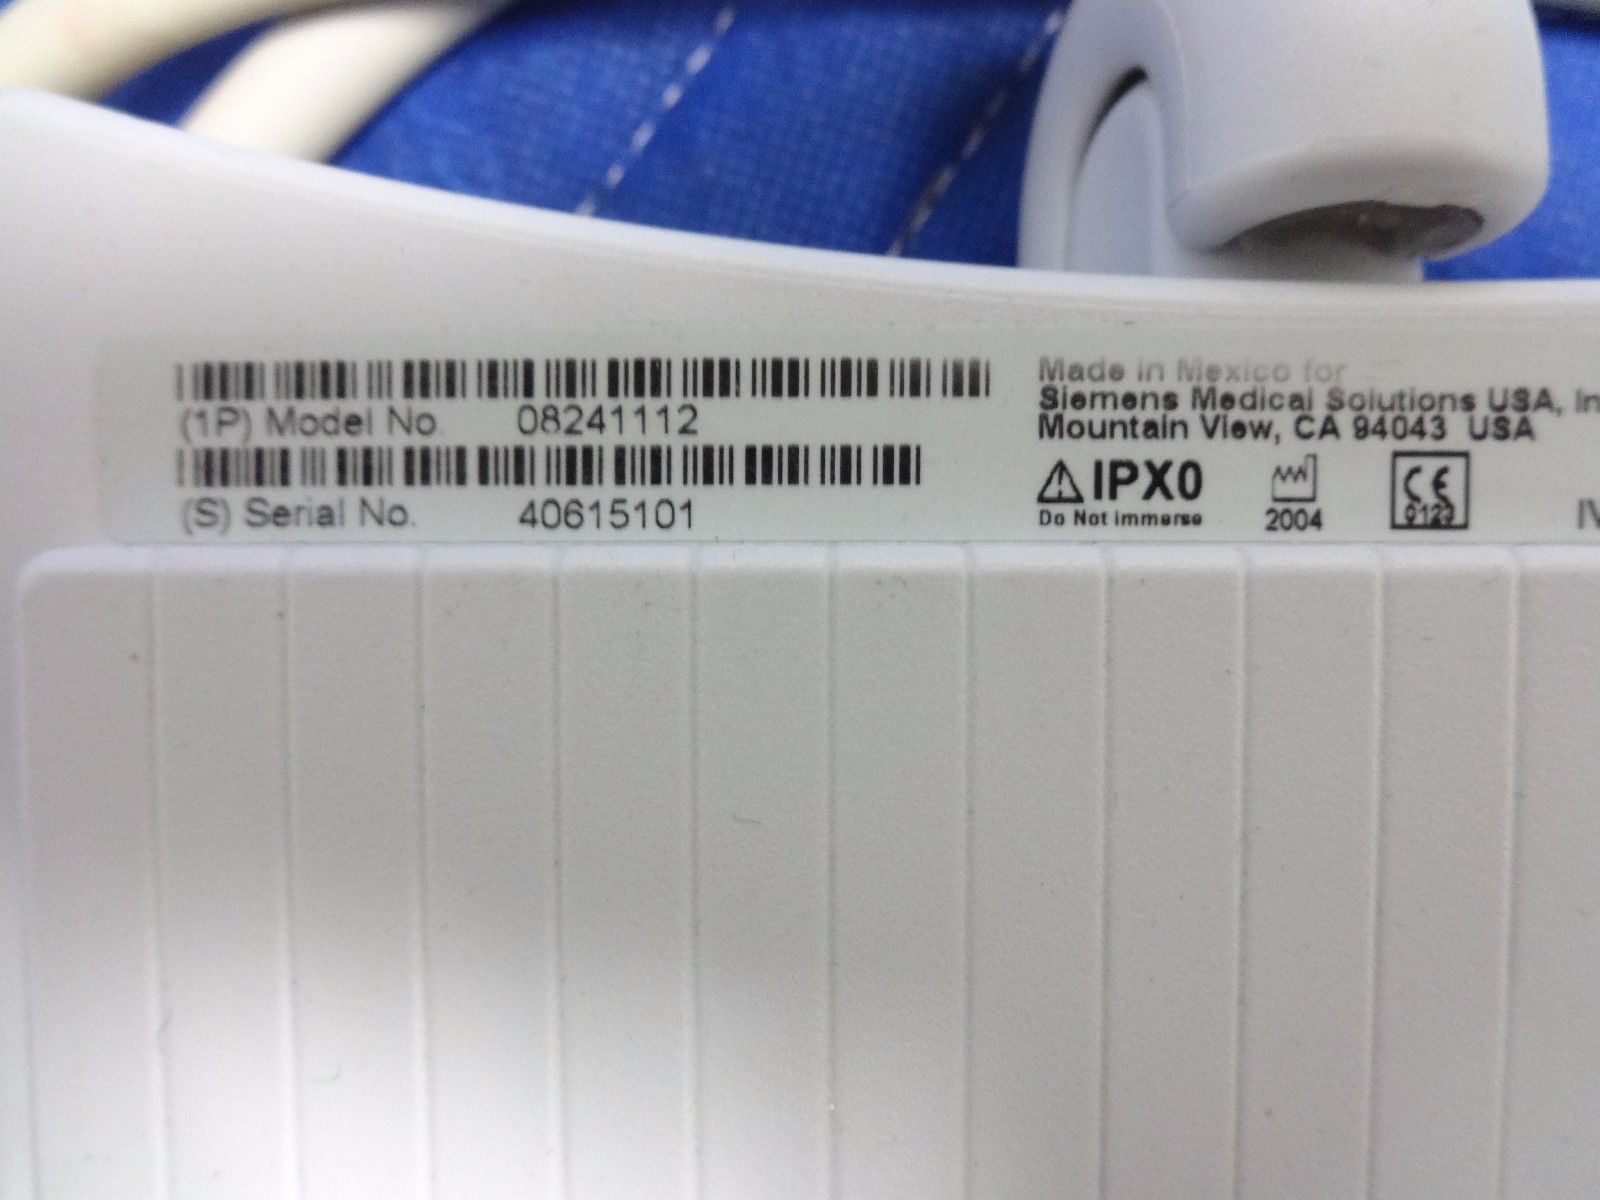 (1P) Model No. 08241112
(S) Serial No. 40615101
Made in Mexico for
Siemens Medical Solutions USA,
Mountain View, CA 94043 USA
IPX0
Do Not Immerse
2004
CE
0123